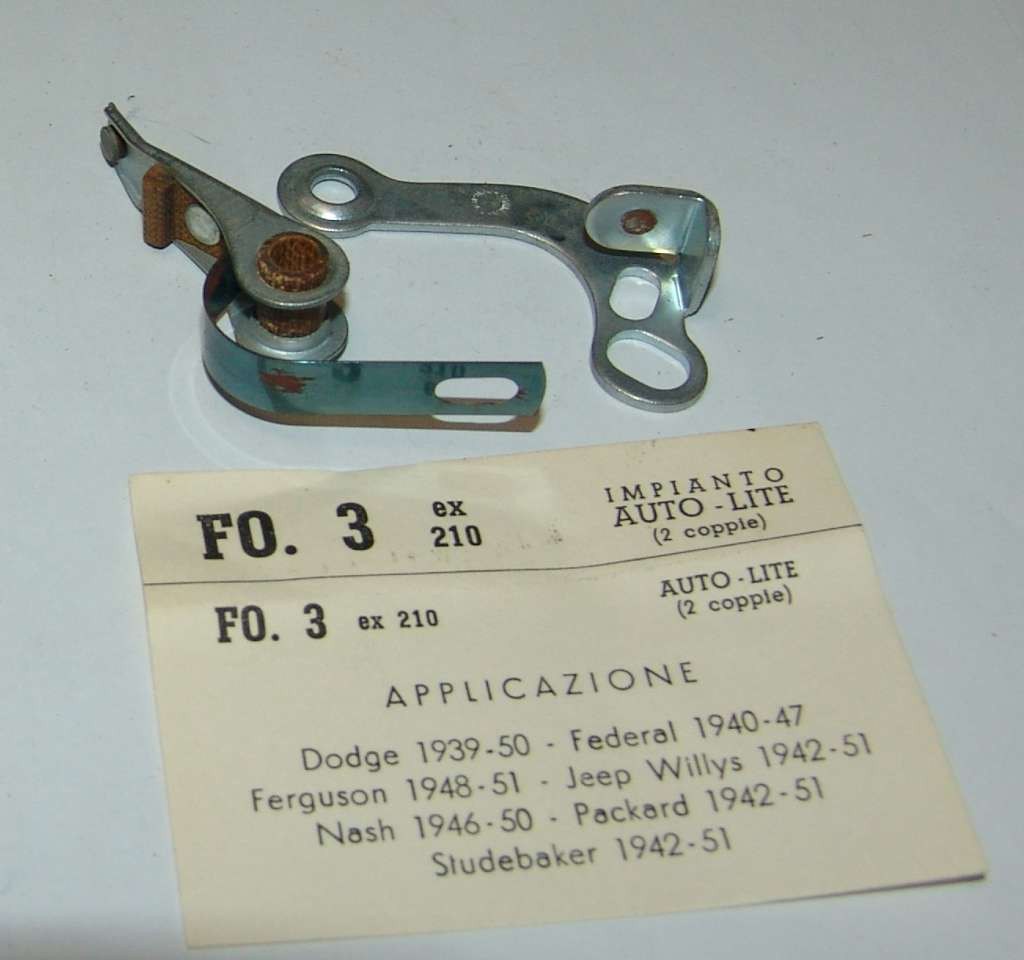 FO. 3 ex 210 IMPIANTO AUTO-LITE (2 coppie)
FO. 3 ex 210 AUTO-LITE (2 coppie)
APPLICAZIONE
Dodge 1939-50 - Federal 1940-47
Ferguson 1948-51 - Jeep Willys 1942-51
Nash 1946-50 - Packard 1942-51
Studebaker 1942-51